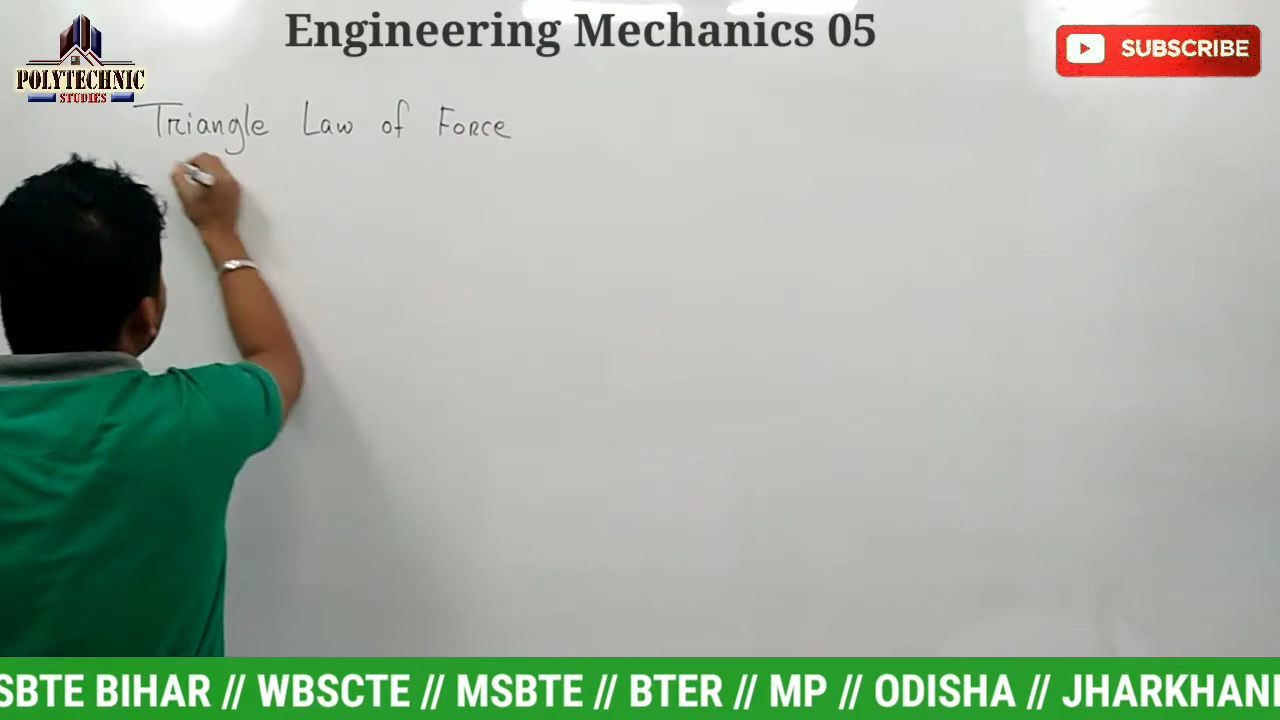 Engineering Mechanics 05
SUBSCRIBE
POLYTECHNIC
STUDIES
Triangle Law of Force
SBTE BIHAR // WBSCTE // MSBTE // BTER // MP // ODISHA // JHARKHAN